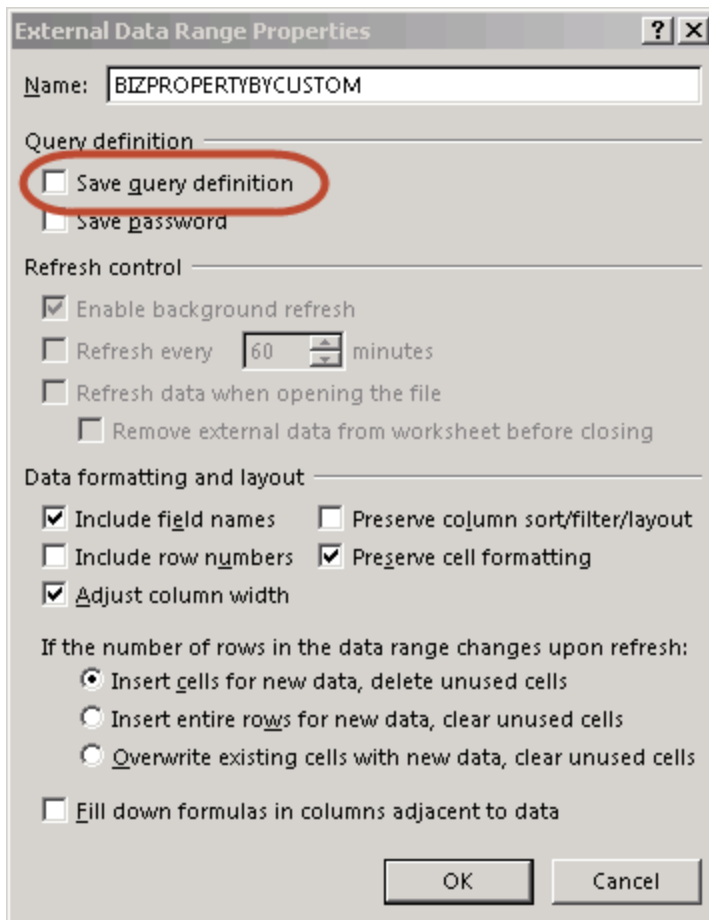 External Data Range Properties
Name: BIZPROPERTYBYCUSTOM
Query definition
Save query definition
Save password
Refresh control
Enable background refresh
Refresh every 60 minutes
Refresh data when opening the file
Remove external data from worksheet before closing
Data formatting and layout
Include field names Preserve column sort/filter/layout
Include row numbers Preserve cell formatting
Adjust column width
If the number of rows in the data range changes upon refresh:
Insert cells for new data, delete unused cells
Insert entire rows for new data, clear unused cells
Overwrite existing cells with new data, clear unused cells
Fill down formulas in columns adjacent to data
OK Cancel